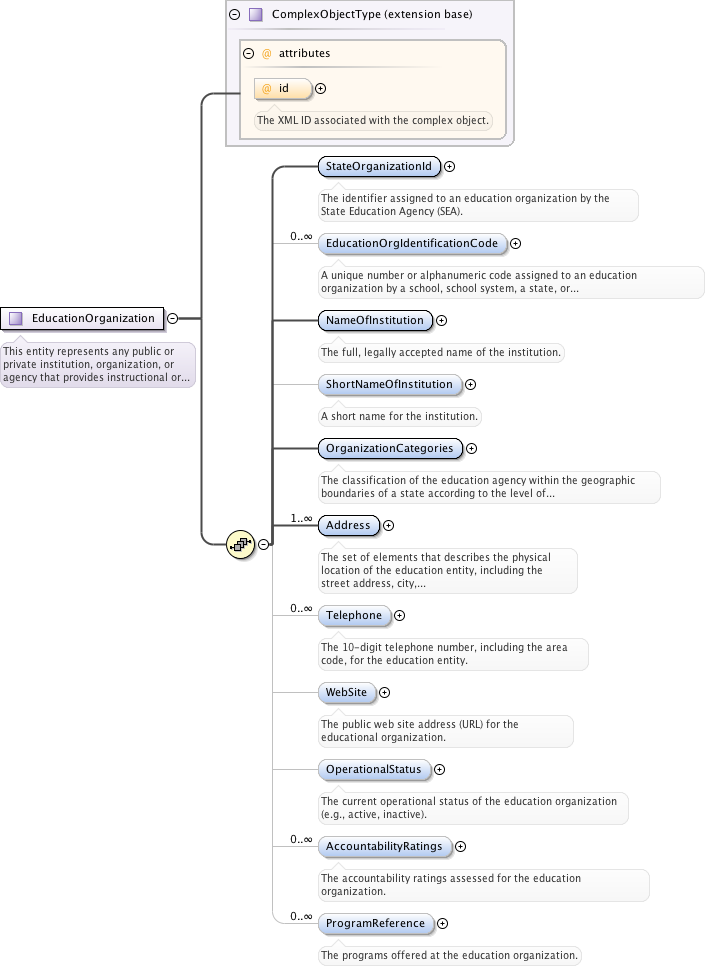 ComplexObjectType (extension base)
@ attributes
@ id
The XML ID associated with the complex object.
StateOrganizationId
The identifier assigned to an education organization by the
State Education Agency (SEA).
0..∞
EducationOrgIdentificationCode
A unique number or alphanumeric code assigned to an education
organization by a school, school system, a state, or...
EducationOrganization
This entity represents any public or
private institution, organization, or
agency that provides instructional or...
NameOfInstitution
The full, legally accepted name of the institution.
ShortNameOfInstitution
A short name for the institution.
OrganizationCategories
The classification of the education agency within the geographic
boundaries of a state according to the level of...
1..∞
Address
The set of elements that describes the physical
location of the education entity, including the
street address, city,...
0..∞
Telephone
The 10-digit telephone number, including the area
code, for the education entity.
WebSite
The public web site address (URL) for the
educational organization.
OperationalStatus
The current operational status of the education organization
(e.g., active, inactive).
0..∞
AccountabilityRatings
The accountability ratings assessed for the education
organization.
0..∞
ProgramReference
The programs offered at the education organization.